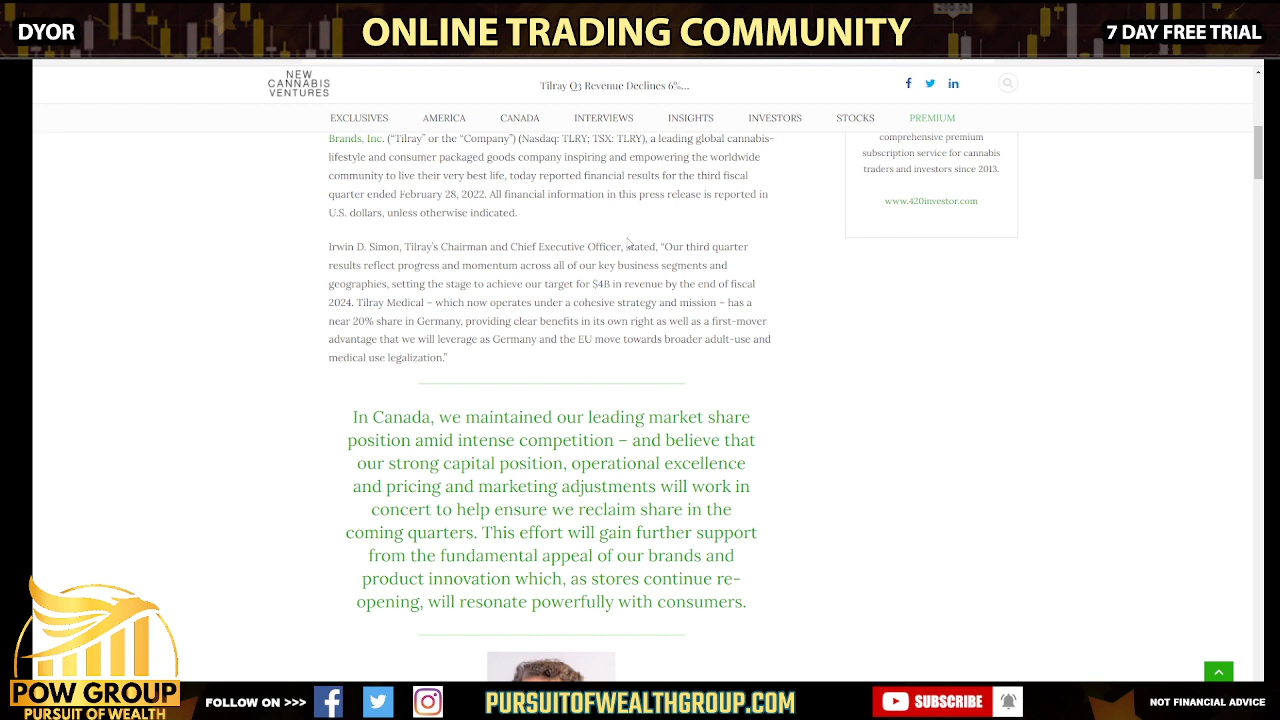 DYOR
ONLINE TRADING COMMUNITY
7 DAY FREE TRIAL
NEW
CANNABIS
VENTURES
Tilray Q3 Revenue Declines 6%...
EXCLUSIVES AMERICA CANADA INTERVIEWS INSIGHTS INVESTORS STOCKS PREMIUM
Brands, Inc. (“Tilray” or the “Company”) (Nasdaq: TLRY; TSX: TLRY), a leading global cannabis-
lifestyle and consumer packaged goods company inspiring and empowering the worldwide
community to live their very best life, today reported financial results for the third fiscal
quarter ended February 28, 2022. All financial information in this press release is reported in
U.S. dollars, unless otherwise indicated.
comprehensive premium
subscription service for cannabis
traders and investors since 2013.
www.420investor.com
Irwin D. Simon, Tilray’s Chairman and Chief Executive Officer, stated, “Our third quarter
results reflect progress and momentum across all of our key business segments and
geographies, setting the stage to achieve our target for $4B in revenue by the end of fiscal
2024. Tilray Medical – which now operates under a cohesive strategy and mission – has a
near 20% share in Germany, providing clear benefits in its own right as well as a first-mover
advantage that we will leverage as Germany and the EU move towards broader adult-use and
medical use legalization.”
In Canada, we maintained our leading market share
position amid intense competition – and believe that
our strong capital position, operational excellence
and pricing and marketing adjustments will work in
concert to help ensure we reclaim share in the
coming quarters. This effort will gain further support
from the fundamental appeal of our brands and
product innovation which, as stores continue re-
opening, will resonate powerfully with consumers.
POW GROUP
PURSUIT OF WEALTH
FOLLOW ON >>>
PURSUITOFWEALTHGROUP.COM
SUBSCRIBE
NOT FINANCIAL ADVICE